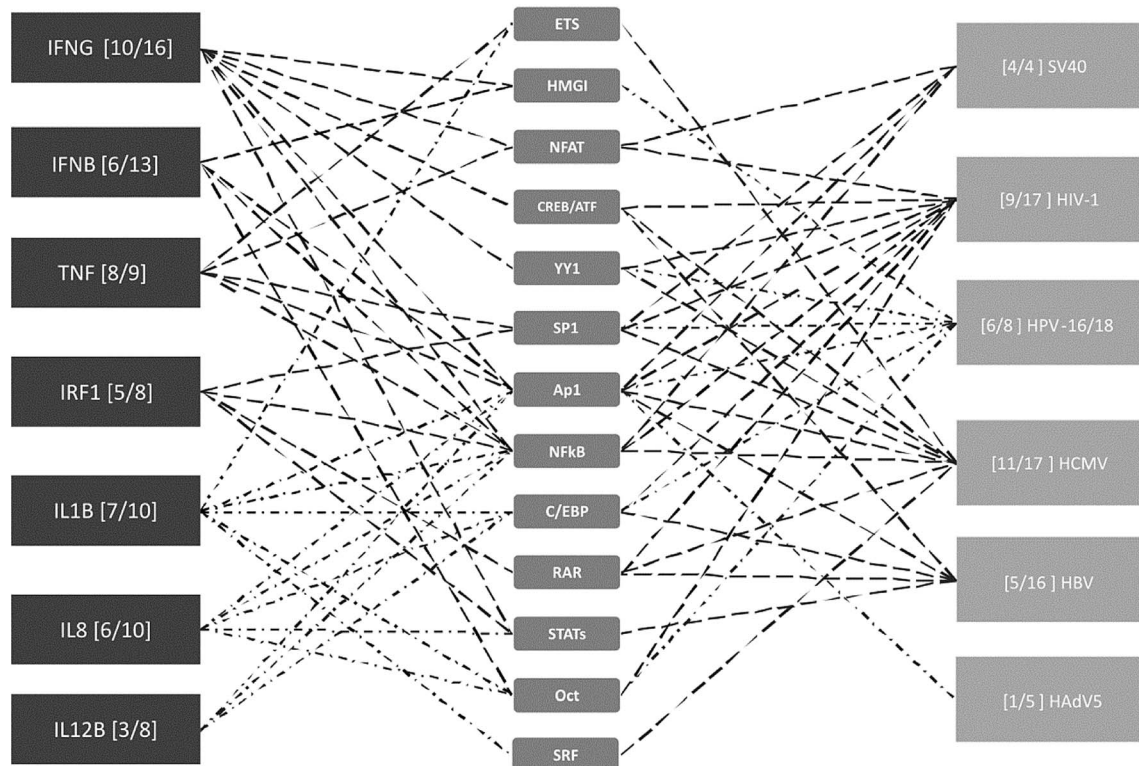 IFNG [10/16]
IFNB [6/13]
TNF [8/9]
IRF1 [5/8]
IL1B [7/10]
IL8 [6/10]
IL12B [3/8]
ETS
HMGI
NFAT
CREB/ATF
YY1
SP1
Ap1
NFkB
C/EBP
RAR
STATs
Oct
SRF
[4/4 ] SV40
[9/17 ] HIV-1
[6/8 ] HPV-16/18
[11/17 ] HCMV
[5/16 ] HBV
[1/5 ] HAdV5